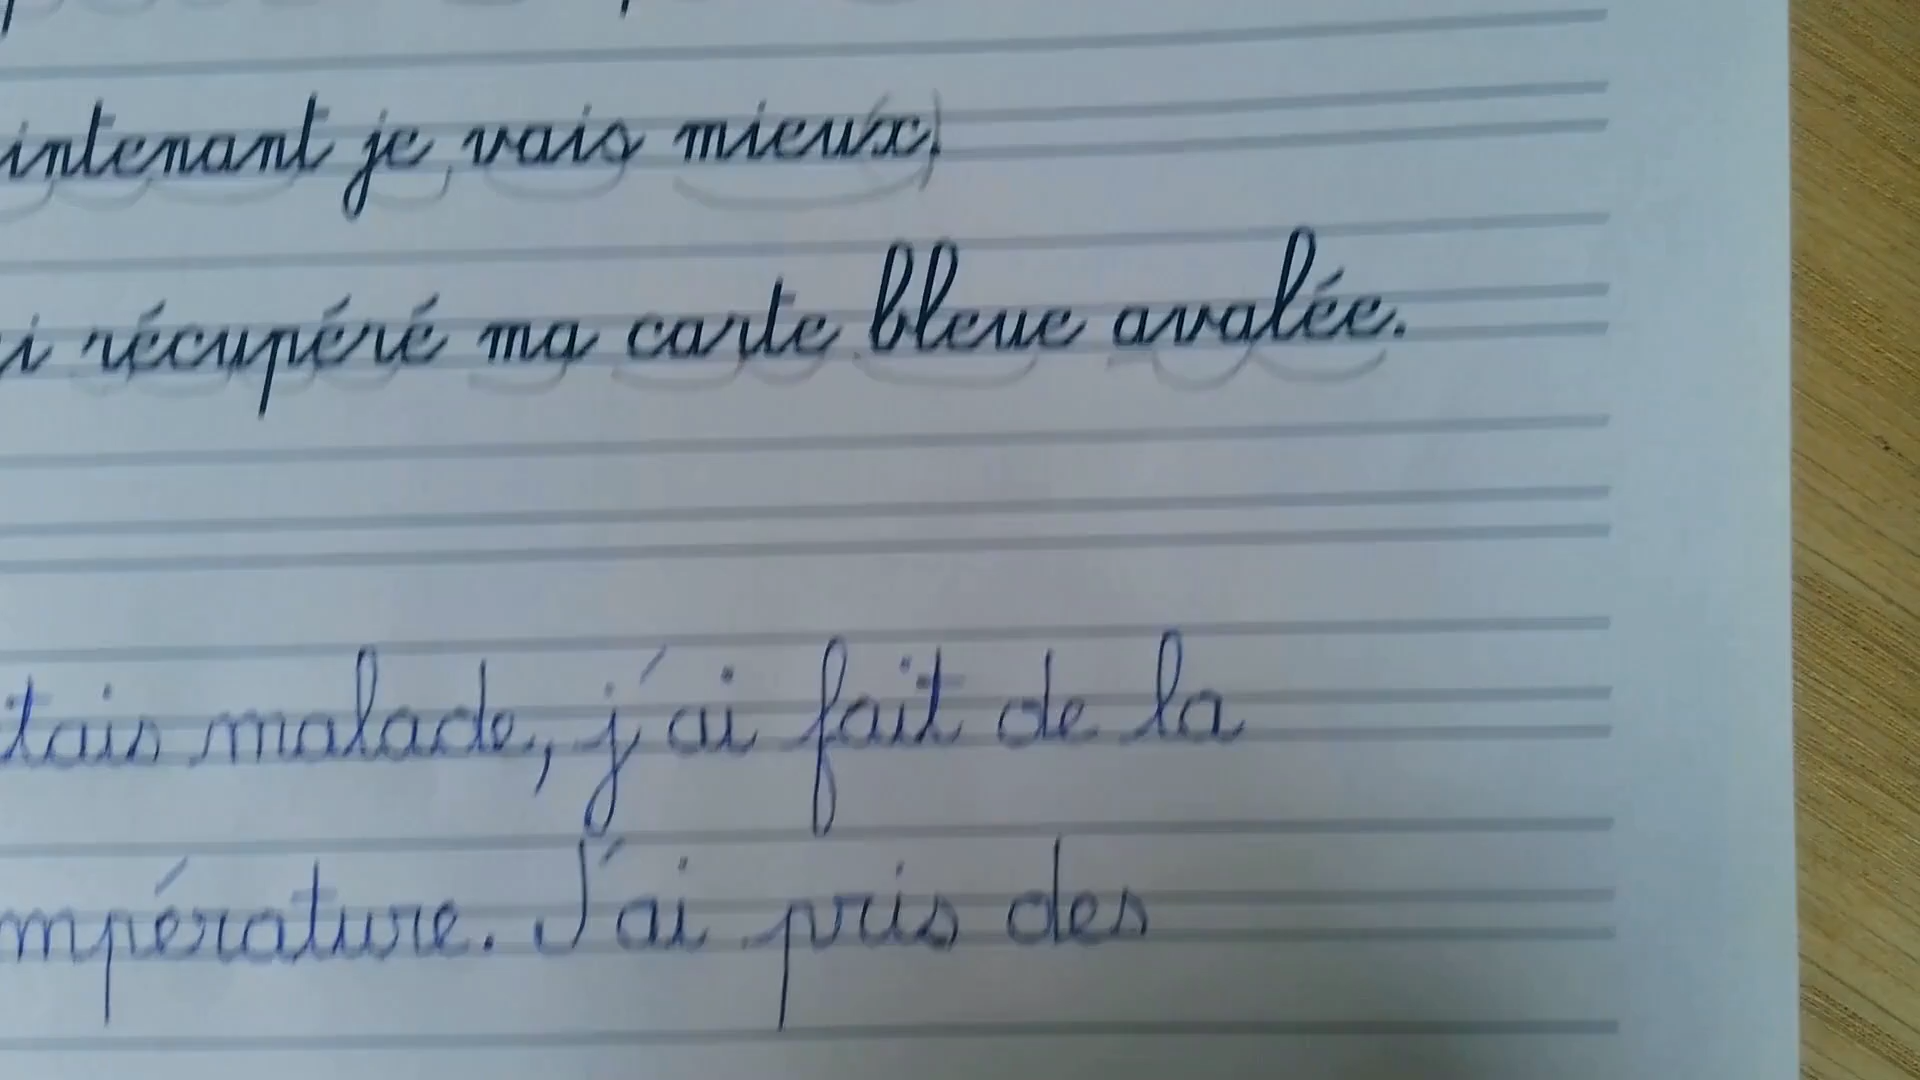 intenant je vais mieux,
i récupéré ma carte bleue avalée.
tais malade, j'ai fait de la
mpérature. J'ai pris des